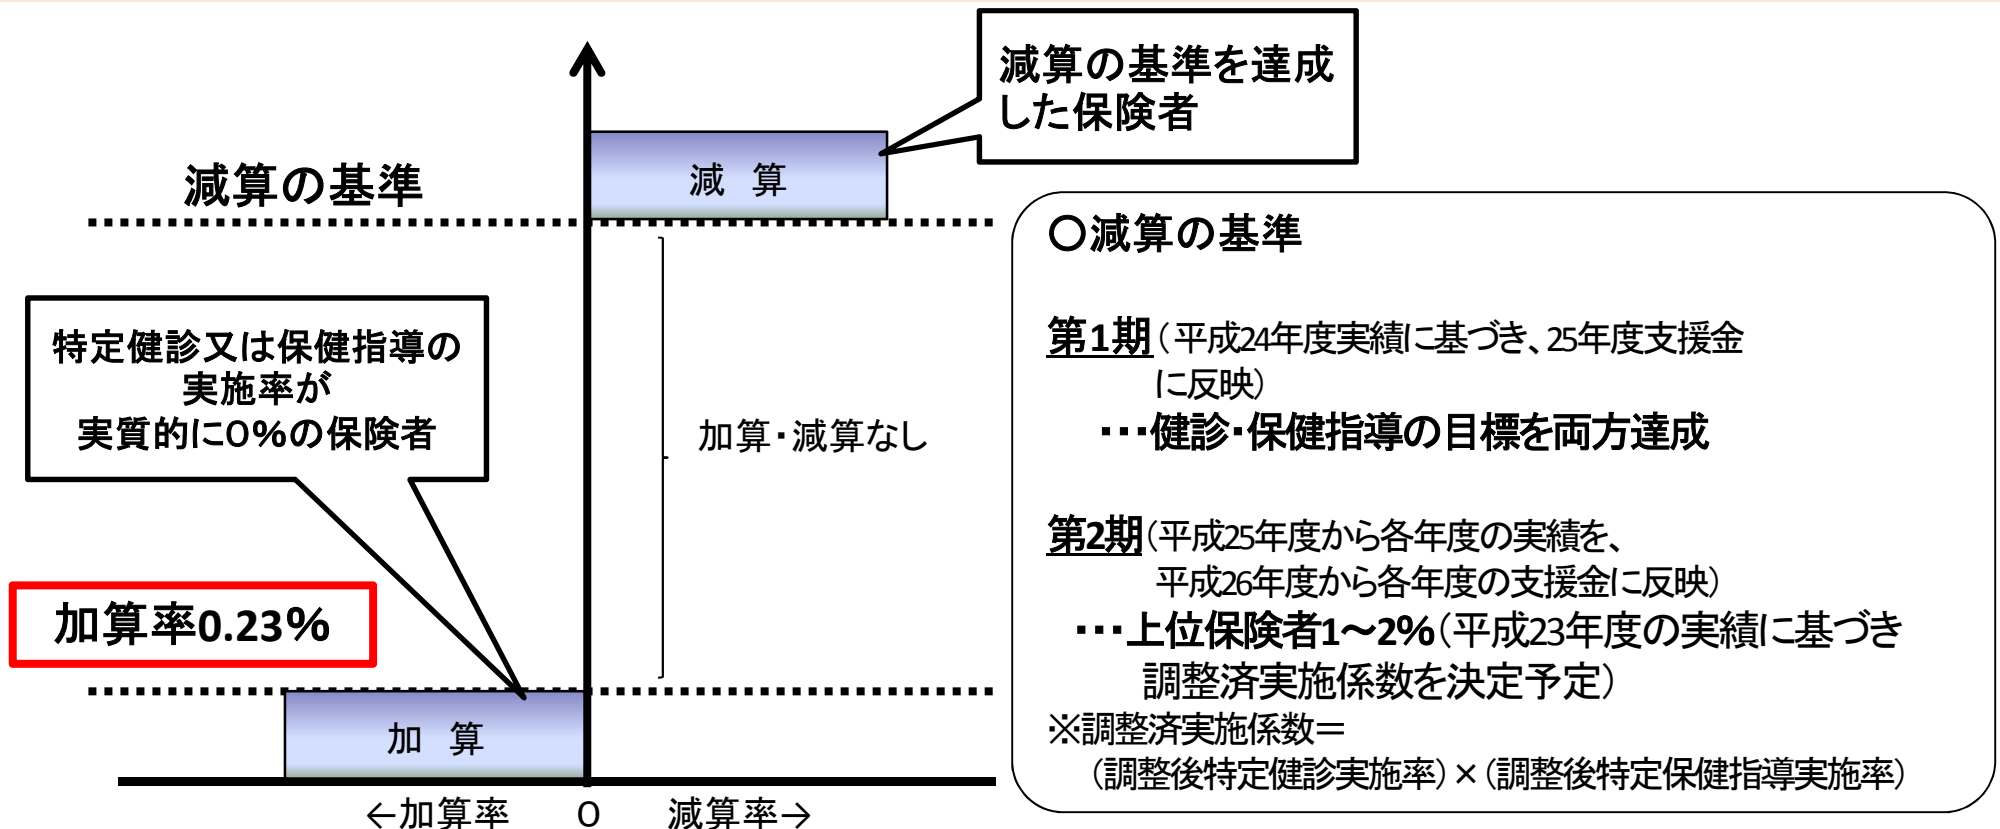 減算の基準を達成
した保険者
減 算
減算の基準
特定健診又は保健指導の
実施率が
実質的に0%の保険者
加算・減算なし
加算率0.23%
加 算
←加算率 0 減算率→
○減算の基準
第1期(平成24年度実績に基づき、25年度支援金
に反映)
・・・健診・保健指導の目標を両方達成
第2期(平成25年度から各年度の実績を、
平成26年度から各年度の支援金に反映)
・・・上位保険者1～2%(平成23年度の実績に基づき
調整済実施係数を決定予定)
※調整済実施係数＝
(調整後特定健診実施率)×(調整後特定保健指導実施率)